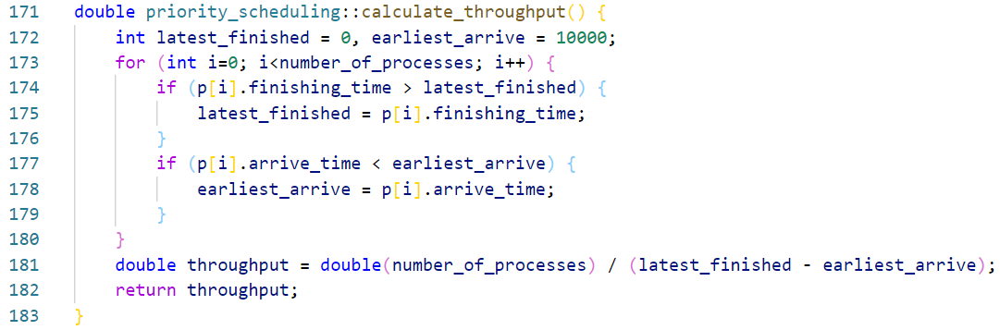 171 double priority_scheduling::calculate_throughput() {
172     int latest_finished = 0, earliest_arrive = 10000;
173     for (int i=0; i<number_of_processes; i++) {
174         if (p[i].finishing_time > latest_finished) {
175             latest_finished = p[i].finishing_time;
176         }
177         if (p[i].arrive_time < earliest_arrive) {
178             earliest_arrive = p[i].arrive_time;
179         }
180     }
181     double throughput = double(number_of_processes) / (latest_finished - earliest_arrive);
182     return throughput;
183 }